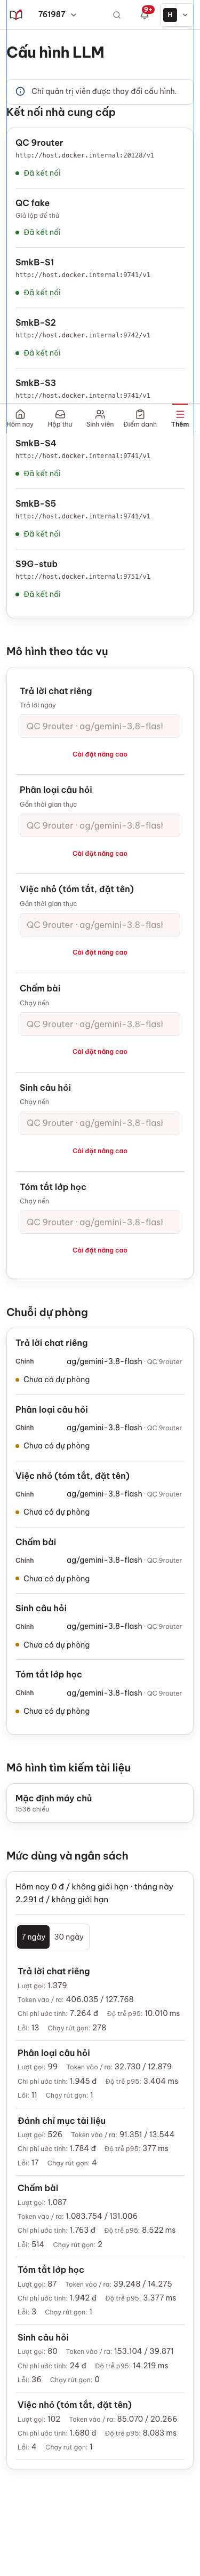 761987
9+
H
Cấu hình LLM
Chỉ quản trị viên được thay đổi cấu hình.
Kết nối nhà cung cấp
QC 9router
http://host.docker.internal:20128/v1
Đã kết nối
QC fake
Giả lập để thử
Đã kết nối
SmkB-S1
http://host.docker.internal:9741/v1
Đã kết nối
SmkB-S2
http://host.docker.internal:9742/v1
Đã kết nối
SmkB-S3
http://host.docker.internal:9741/v1
Hôm nay
Hộp thư
Sinh viên
Điểm danh
Thêm
SmkB-S4
http://host.docker.internal:9741/v1
Đã kết nối
SmkB-S5
http://host.docker.internal:9741/v1
Đã kết nối
S9G-stub
http://host.docker.internal:9751/v1
Đã kết nối
Mô hình theo tác vụ
Trả lời chat riêng
Trả lời ngay
QC 9router · ag/gemini-3.8-flasl
Cài đặt nâng cao
Phân loại câu hỏi
Gần thời gian thực
QC 9router · ag/gemini-3.8-flasl
Cài đặt nâng cao
Việc nhỏ (tóm tắt, đặt tên)
Gần thời gian thực
QC 9router · ag/gemini-3.8-flasl
Cài đặt nâng cao
Chấm bài
Chạy nền
QC 9router · ag/gemini-3.8-flasl
Cài đặt nâng cao
Sinh câu hỏi
Chạy nền
QC 9router · ag/gemini-3.8-flasl
Cài đặt nâng cao
Tóm tắt lớp học
Chạy nền
QC 9router · ag/gemini-3.8-flasl
Cài đặt nâng cao
Chuỗi dự phòng
Trả lời chat riêng
Chính ag/gemini-3.8-flash · QC 9router
Chưa có dự phòng
Phân loại câu hỏi
Chính ag/gemini-3.8-flash · QC 9router
Chưa có dự phòng
Việc nhỏ (tóm tắt, đặt tên)
Chính ag/gemini-3.8-flash · QC 9router
Chưa có dự phòng
Chấm bài
Chính ag/gemini-3.8-flash · QC 9router
Chưa có dự phòng
Sinh câu hỏi
Chính ag/gemini-3.8-flash · QC 9router
Chưa có dự phòng
Tóm tắt lớp học
Chính ag/gemini-3.8-flash · QC 9router
Chưa có dự phòng
Mô hình tìm kiếm tài liệu
Mặc định máy chủ
1536 chiều
Mức dùng và ngân sách
Hôm nay 0 đ / không giới hạn · tháng này
2.291 đ / không giới hạn
7 ngày 30 ngày
Trả lời chat riêng
Lượt gọi: 1.379
Token vào / ra: 406.035 / 127.768
Chi phí ước tính: 7.264 đ Độ trễ p95: 10.010 ms
Lỗi: 13 Chạy rút gọn: 278
Phân loại câu hỏi
Lượt gọi: 99 Token vào / ra: 32.730 / 12.879
Chi phí ước tính: 1.945 đ Độ trễ p95: 3.404 ms
Lỗi: 11 Chạy rút gọn: 1
Đánh chỉ mục tài liệu
Lượt gọi: 526 Token vào / ra: 91.351 / 13.544
Chi phí ước tính: 1.784 đ Độ trễ p95: 377 ms
Lỗi: 17 Chạy rút gọn: 4
Chấm bài
Lượt gọi: 1.087
Token vào / ra: 1.083.754 / 131.006
Chi phí ước tính: 1.763 đ Độ trễ p95: 8.522 ms
Lỗi: 514 Chạy rút gọn: 2
Tóm tắt lớp học
Lượt gọi: 87 Token vào / ra: 39.248 / 14.275
Chi phí ước tính: 1.942 đ Độ trễ p95: 3.377 ms
Lỗi: 3 Chạy rút gọn: 1
Sinh câu hỏi
Lượt gọi: 80 Token vào / ra: 153.104 / 39.871
Chi phí ước tính: 24 đ Độ trễ p95: 14.219 ms
Lỗi: 36 Chạy rút gọn: 0
Việc nhỏ (tóm tắt, đặt tên)
Lượt gọi: 102 Token vào / ra: 85.070 / 20.266
Chi phí ước tính: 1.680 đ Độ trễ p95: 8.083 ms
Lỗi: 4 Chạy rút gọn: 1